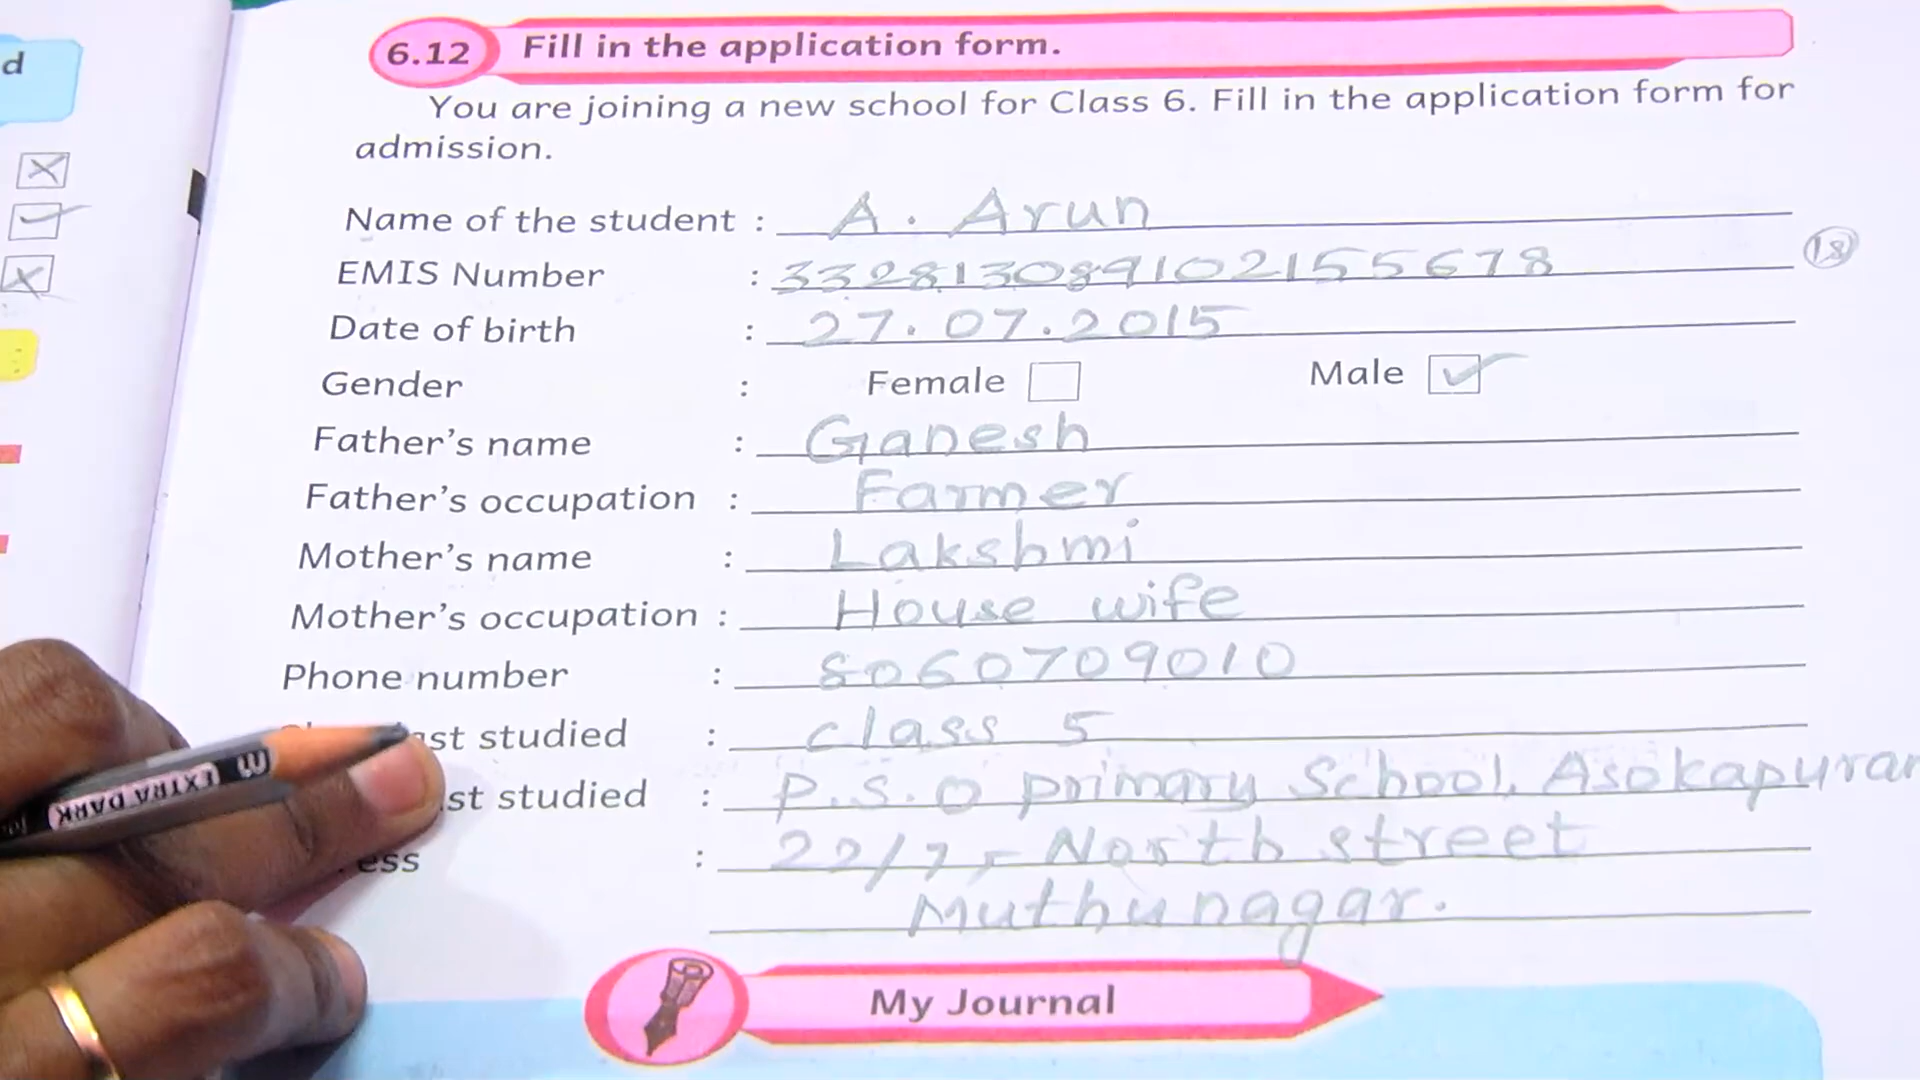 d
6.12 Fill in the application form.
You are joining a new school for Class 6. Fill in the application form for
admission.
Name of the student : A. Arun
EMIS Number : 332813089102155678 18
Date of birth : 27.07.2015
Gender : Female Male
Father's name : Ganesh
Father's occupation : Farmer
Mother's name : Lakshmi
Mother's occupation : House wife
Phone number : 8060709010
st studied : class 5
st studied : P.S.O primary School, Asokapuram
ess : 22/7, North street
Muthunagar.
EXTRA DARK
My Journal